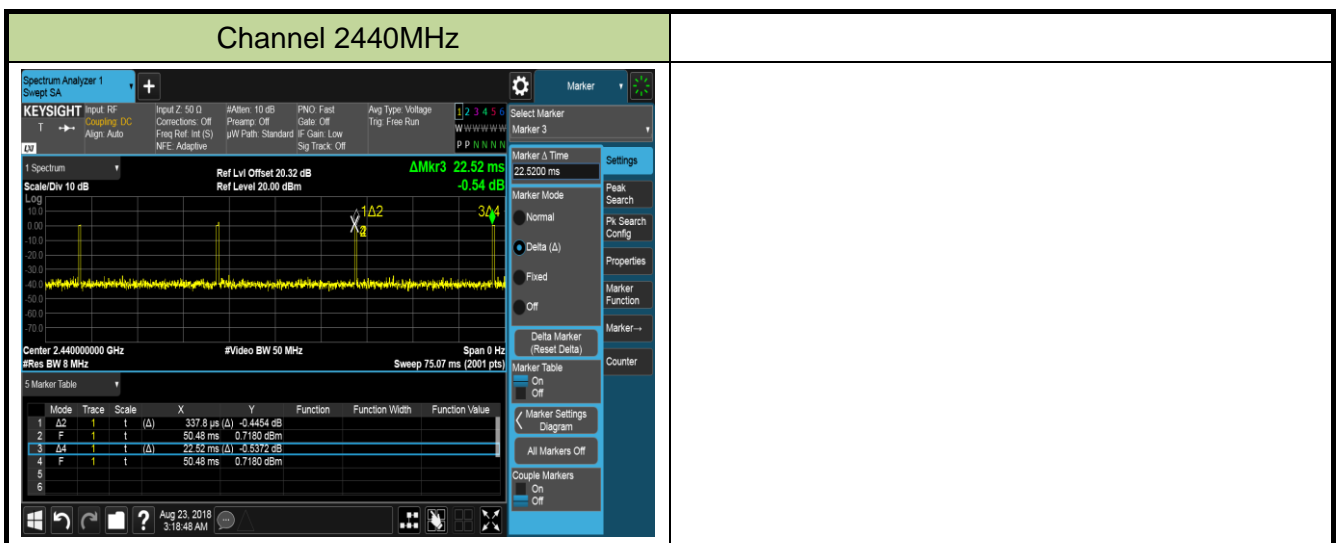 Channel 2440MHz
Spectrum Analyzer 1
Swept SA
+
Marker
KEYSIGHT Input: RF
Coupling: DC
Align: Auto
T
LXI
Input Z: 50 Ω
Corrections: Off
Freq Ref: Int (S)
NFE: Adaptive
#Atten: 10 dB
Preamp: Off
µW Path: Standard
PNO: Fast
Gate: Off
IF Gain: Low
Sig Track: Off
Avg Type: Voltage
Trig: Free Run
1 2 3 4 5 6
W W W W W W
P P N N N N
Select Marker
Marker 3
1 Spectrum
Scale/Div 10 dB
Ref Lvl Offset 20.32 dB
Ref Level 20.00 dBm
ΔMkr3 22.52 ms
-0.54 dB
Log
10.0
0.00
-10.0
-20.0
-30.0
-40.0
-50.0
-60.0
-70.0
1Δ2
3Δ4
Center 2.440000000 GHz
#Res BW 8 MHz
#Video BW 50 MHz
Span 0 Hz
Sweep 75.07 ms (2001 pts)
5 Marker Table
Mode Trace Scale X Y Function Function Width Function Value
1 Δ2 1 t (Δ) 337.8 µs (Δ) -0.4454 dB
2 F 1 t 50.48 ms 0.7180 dBm
3 Δ4 1 t (Δ) 22.52 ms (Δ) -0.5372 dB
4 F 1 t 50.48 ms 0.7180 dBm
5
6
Marker Δ Time
22.5200 ms
Marker Mode
Normal
Delta (Δ)
Fixed
Off
Delta Marker
(Reset Delta)
Marker Table
On
Off
Marker Settings
Diagram
All Markers Off
Couple Markers
On
Off
Settings
Peak
Search
Pk Search
Config
Properties
Marker
Function
Marker→
Counter
?
Aug 23, 2018
3:18:48 AM